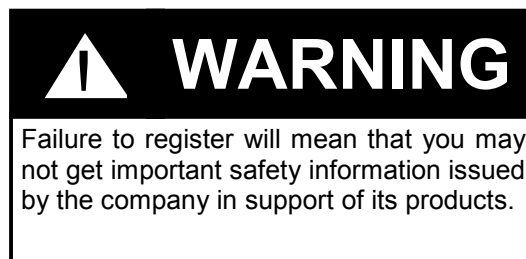 WARNING
Failure to register will mean that you may
not get important safety information issued
by the company in support of its products.